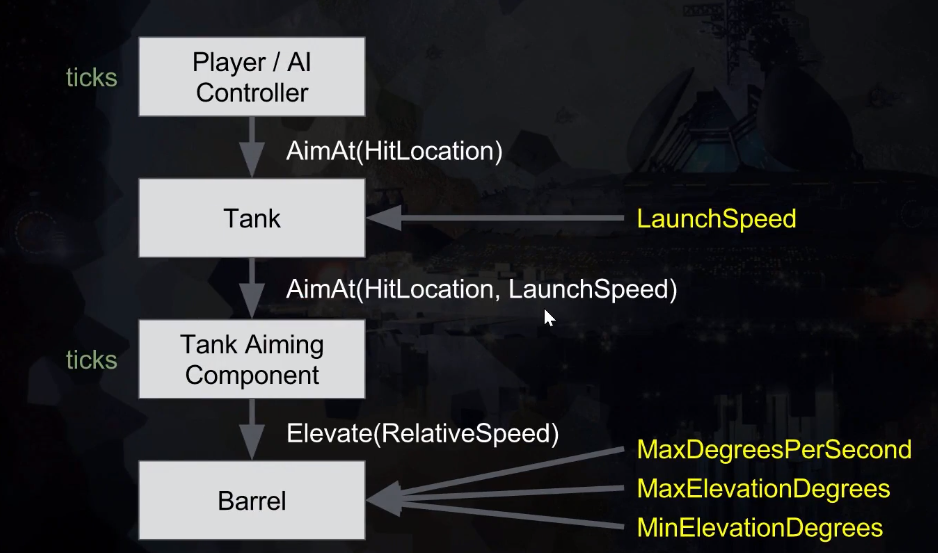 ticks
Player / AI
Controller
AimAt(HitLocation)
Tank
LaunchSpeed
AimAt(HitLocation, LaunchSpeed)
ticks
Tank Aiming
Component
Elevate(RelativeSpeed)
Barrel
MaxDegreesPerSecond
MaxElevationDegrees
MinElevationDegrees